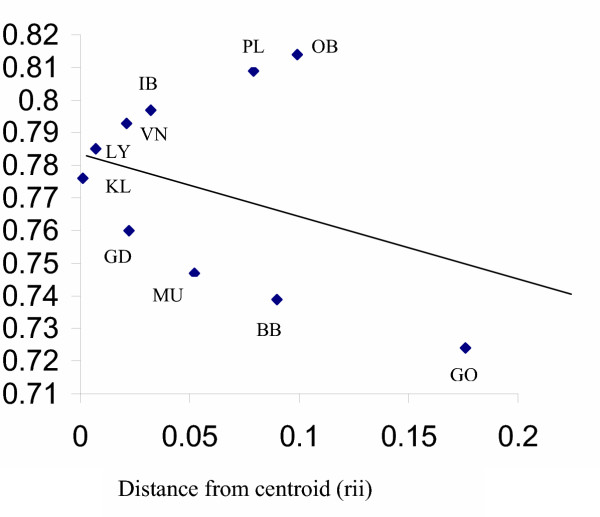 0.82
PL
OB
0.81
IB
0.8
0.79
VN
LY
0.78
KL
0.77
0.76
GD
0.75
MU
0.74
BB
0.73
0.72
GO
0.71
0 0.05 0.1 0.15 0.2
Distance from centroid (rii)